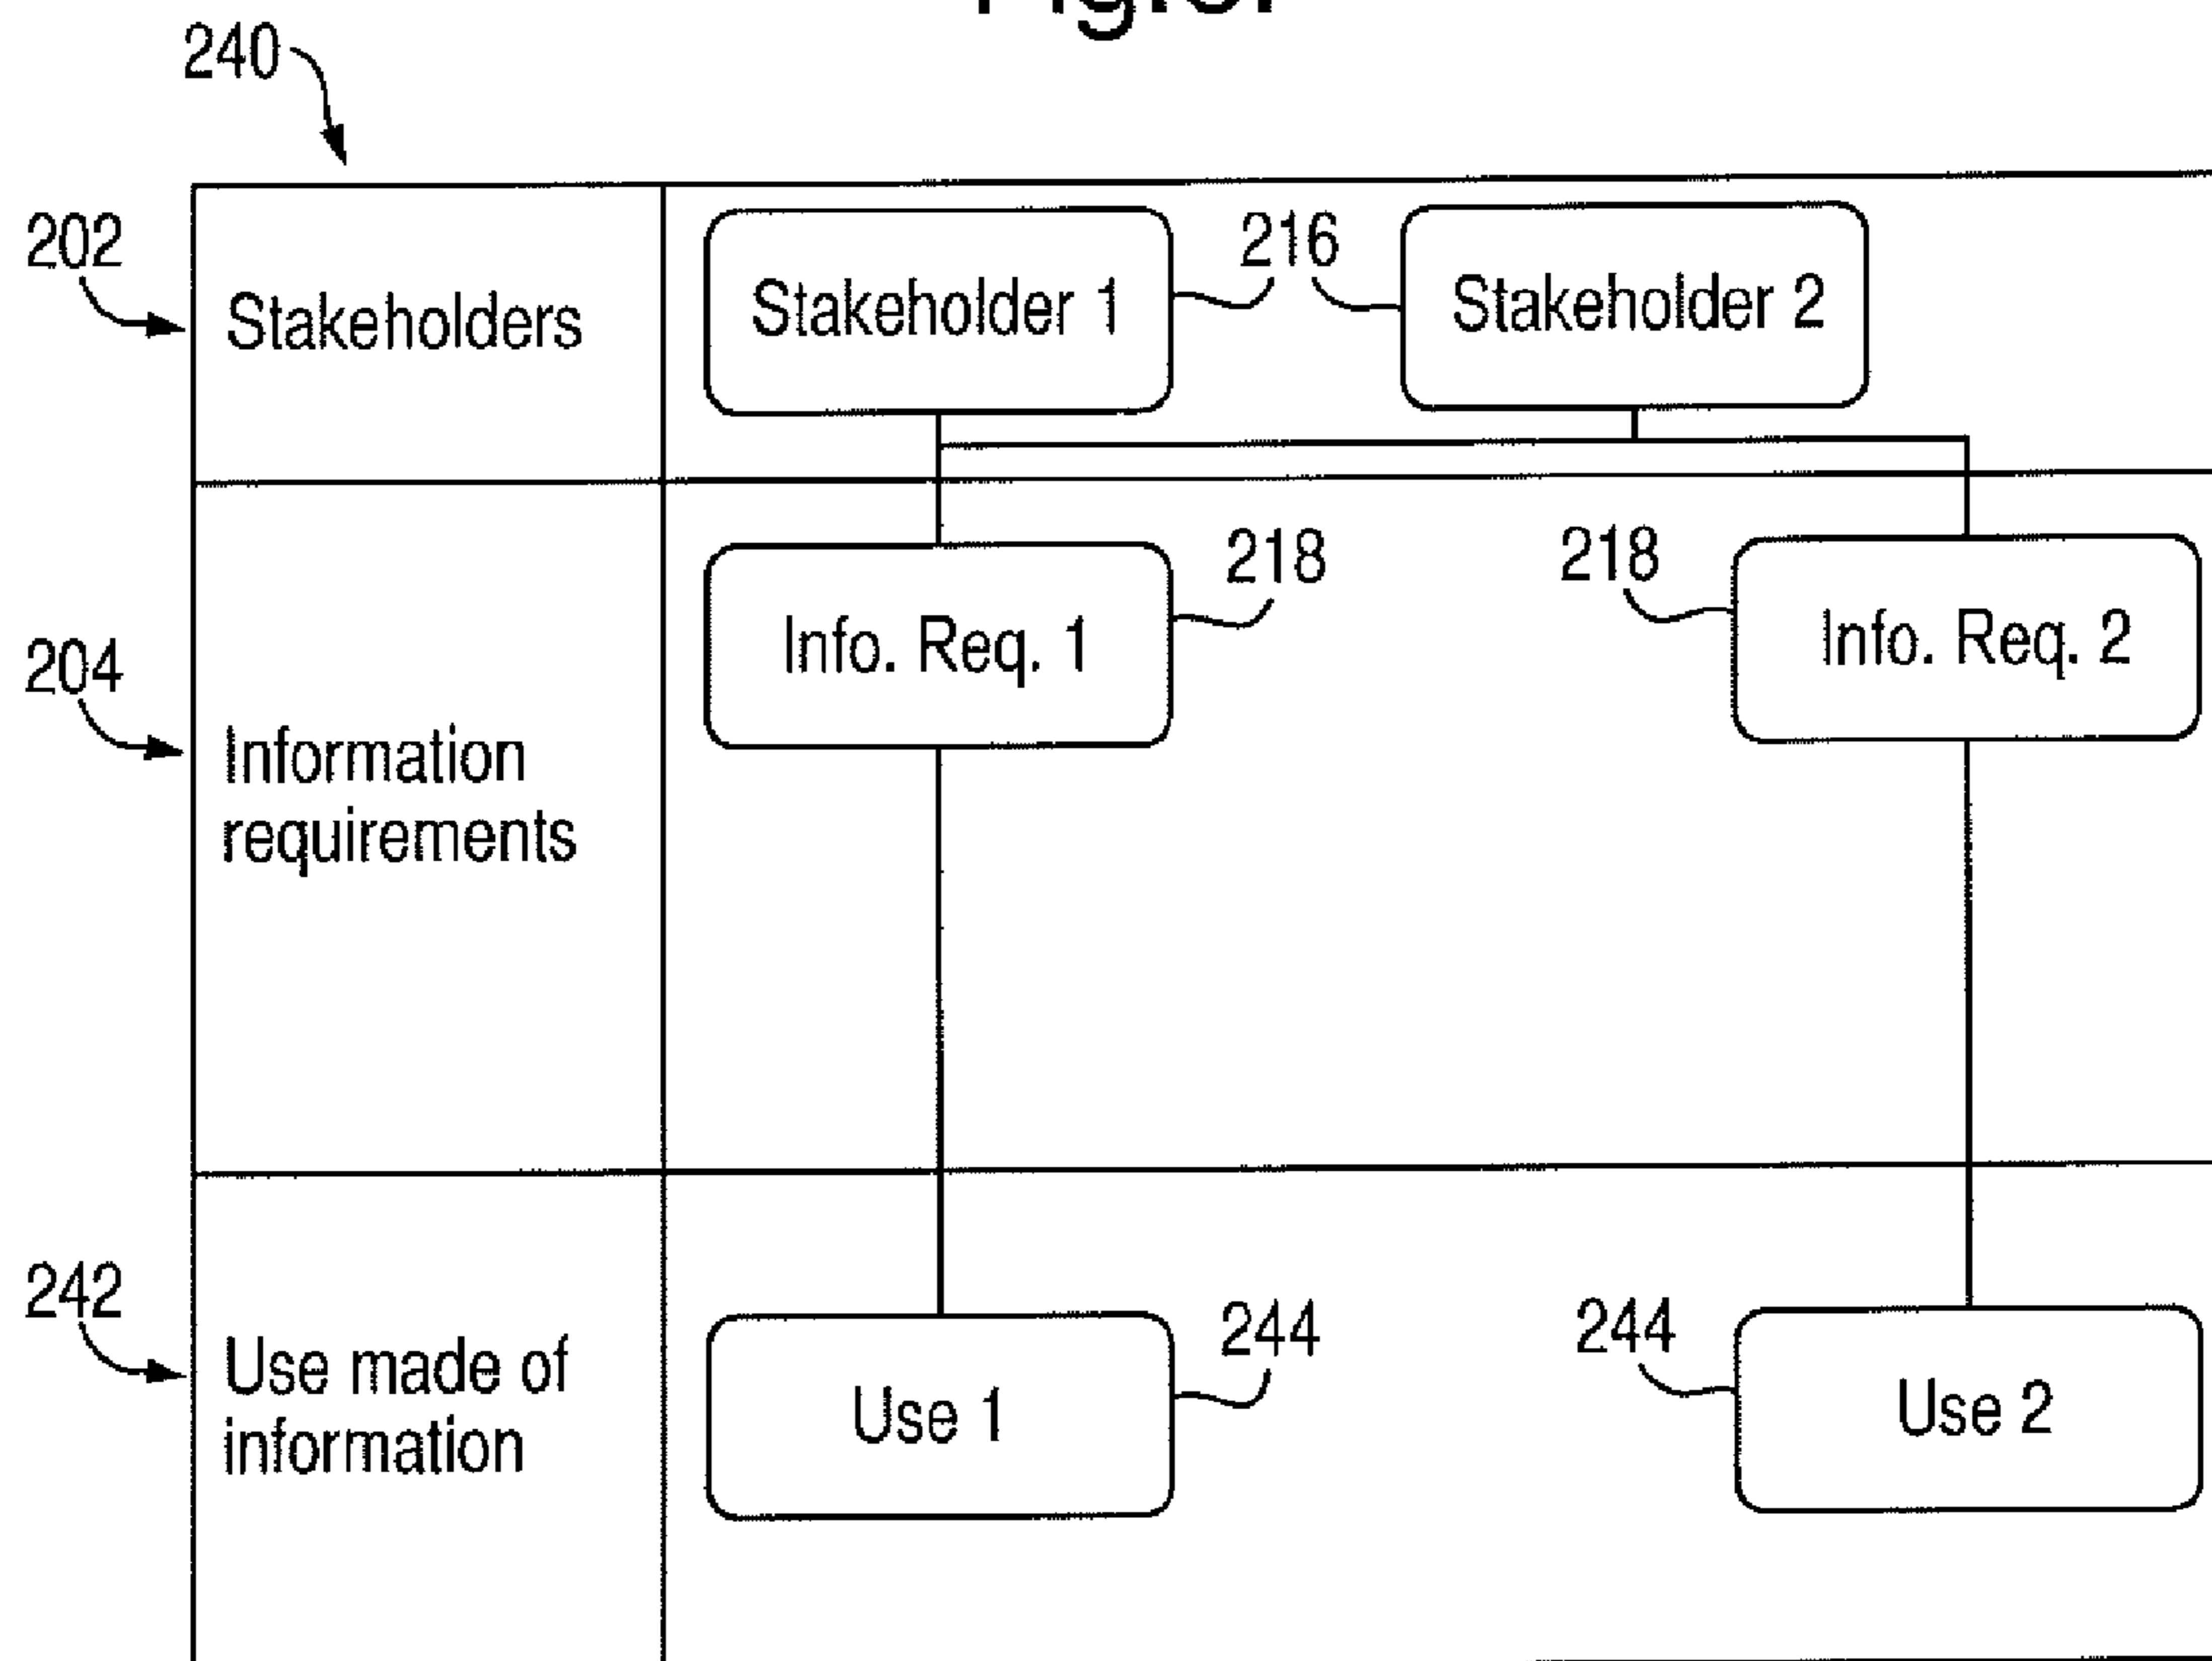 240
202
Stakeholders
Stakeholder 1
216
Stakeholder 2
204
Information
requirements
Info. Req. 1
218
218
Info. Req. 2
242
Use made of
information
Use 1
244
244
Use 2